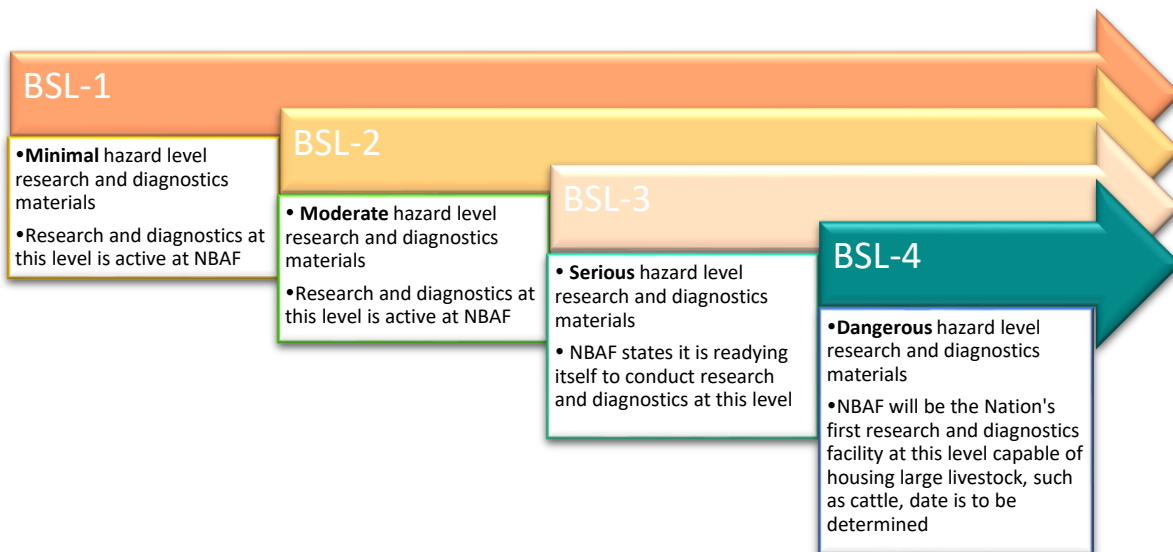 BSL-1
•Minimal hazard level
research and diagnostics
materials
•Research and diagnostics at
this level is active at NBAF
BSL-2
• Moderate hazard level
research and diagnostics
materials
•Research and diagnostics at
this level is active at NBAF
BSL-3
• Serious hazard level
research and diagnostics
materials
• NBAF states it is readying
itself to conduct research
and diagnostics at this level
BSL-4
•Dangerous hazard level
research and diagnostics
materials
•NBAF will be the Nation's
first research and diagnostics
facility at this level capable of
housing large livestock, such
as cattle, date is to be
determined